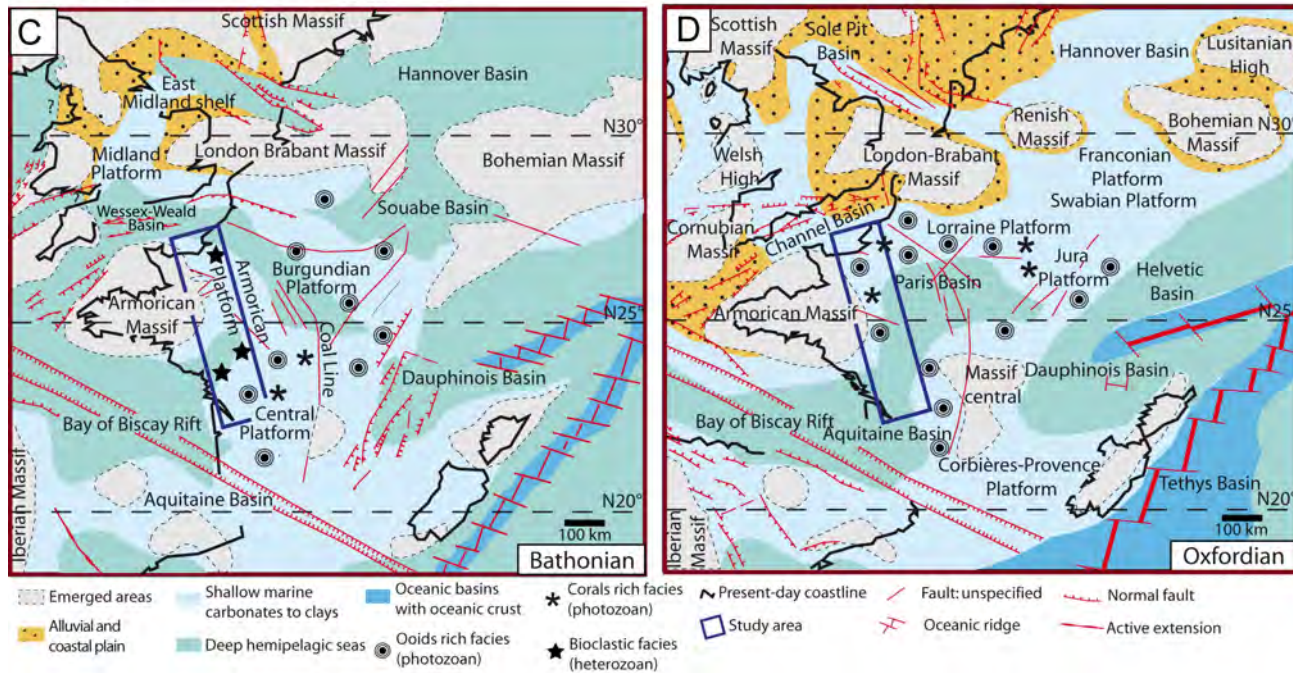 C
Scottish Massif
Hannover Basin
East
Midland shelf
?
N30°
Midland
Platform
London Brabant Massif
Bohemian Massif
Wessex-Weald
Basin
Souabe Basin
Burgundian
Platform
Armorican
Platform
Armorican
Massif
N25°
Coal Line
Dauphinois Basin
Central
Platform
Bay of Biscay Rift
Iberian Massif
Aquitaine Basin
N20°
100 km
Bathonian
D
Scottish
Massif
Sole Pit
Basin
Hannover Basin
Lusitanian
High
Renish
Massif
Bohemian
Massif
N30°
Welsh
High
London-Brabant
Massif
Franconian
Platform
Swabian Platform
Cornubian
Massif
Channel Basin
Lorraine Platform
Jura
Platform
Helvetic
Basin
Paris Basin
Armorican Massif
N25°
Massif
central
Dauphinois Basin
Bay of Biscay Rift
Aquitaine Basin
Corbières-Provence
Platform
Tethys Basin
Iberian
Massif
N20°
100 km
Oxfordian
Emerged areas
Alluvial and
coastal plain
Shallow marine
carbonates to clays
Deep hemipelagic seas
Oceanic basins
with oceanic crust
Ooids rich facies
(photozoan)
Corals rich facies
(photozoan)
Bioclastic facies
(heterozoan)
Present-day coastline
Study area
Fault: unspecified
Oceanic ridge
Normal fault
Active extension